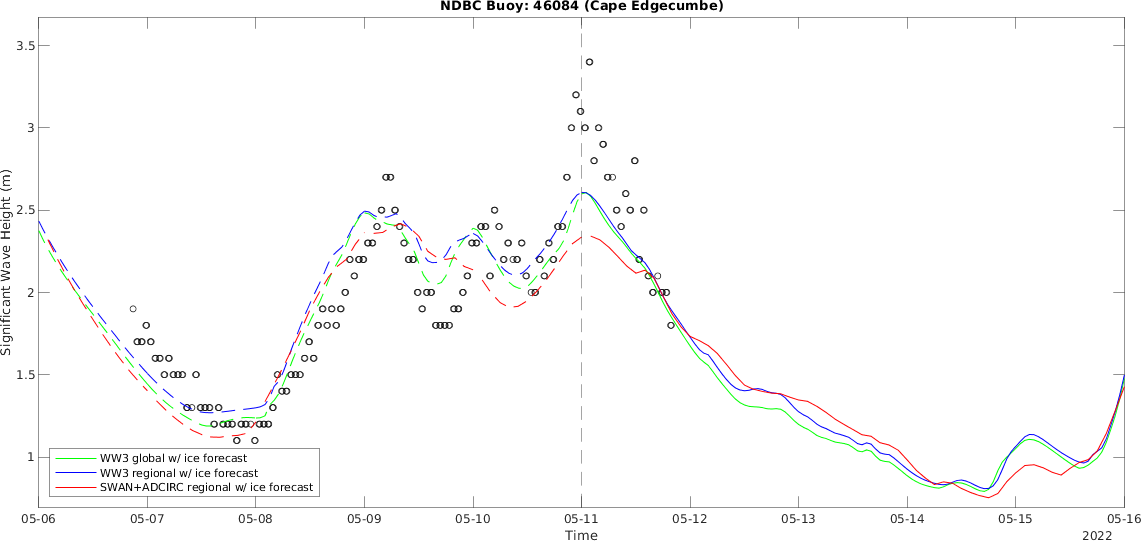 NDBC Buoy: 46084 (Cape Edgecumbe)
Significant Wave Height (m)
3.5
3
2.5
2
1.5
1
WW3 global w/ ice forecast
WW3 regional w/ ice forecast
SWAN+ADCIRC regional w/ ice forecast
05-06 05-07 05-08 05-09 05-10 05-11 05-12 05-13 05-14 05-15 05-16
Time
2022